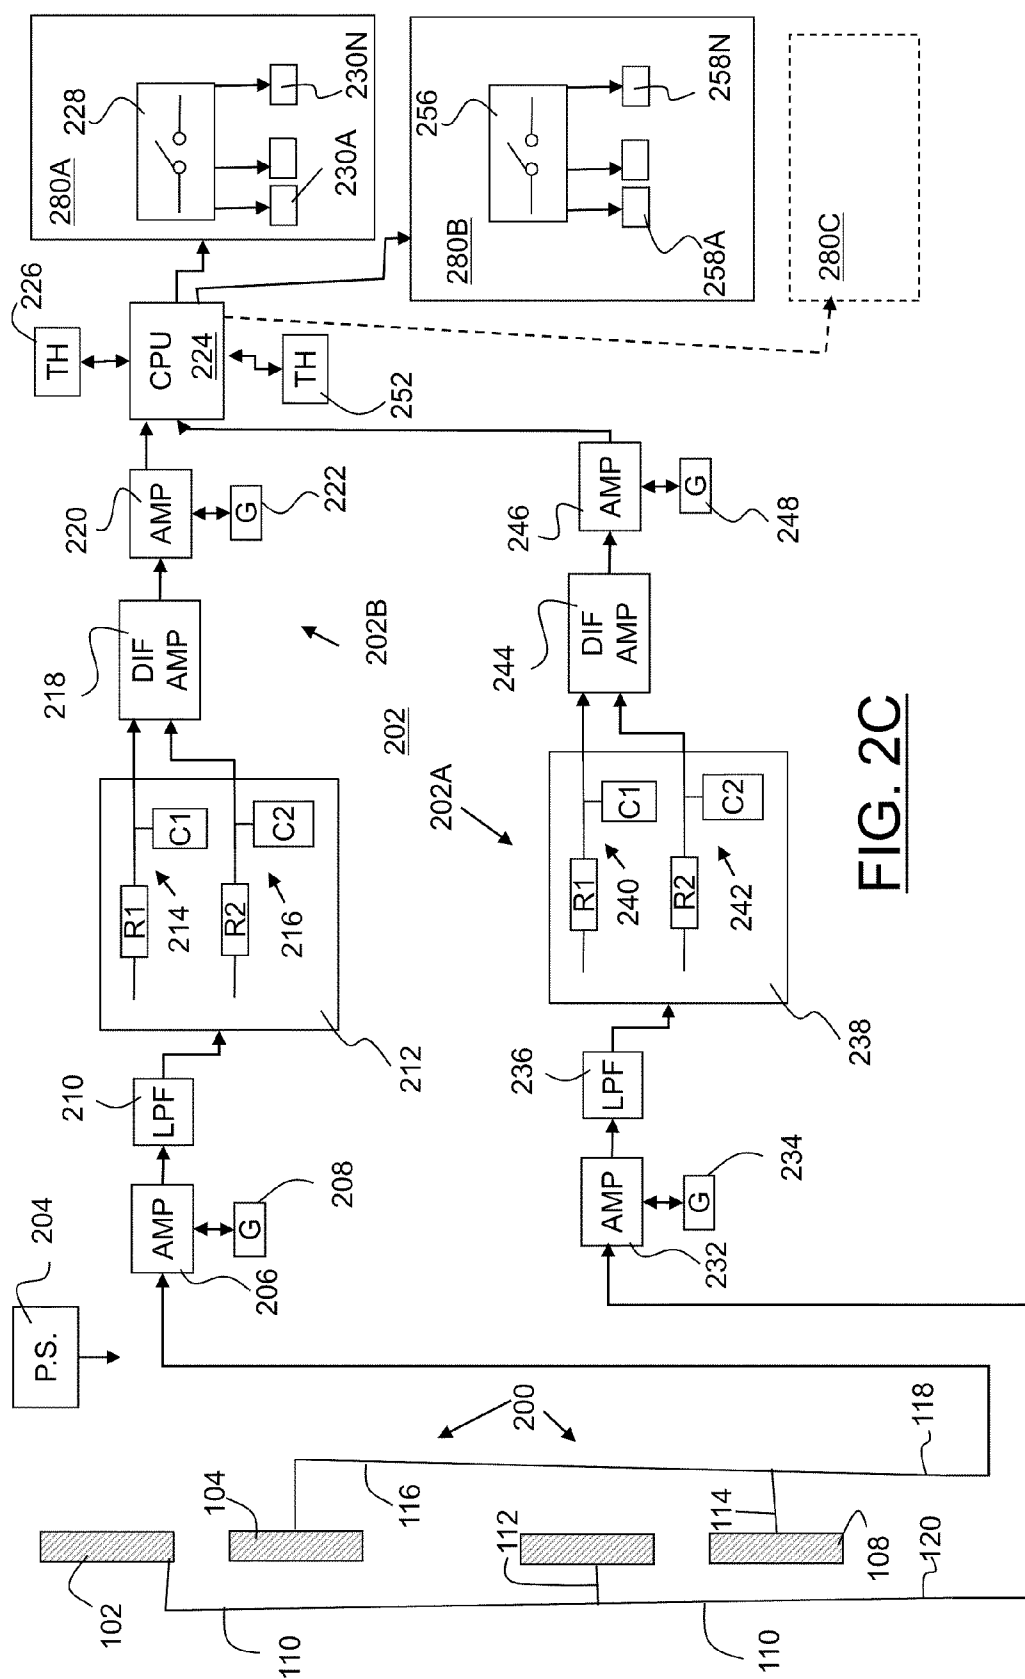 102
110
104
116
112
110
114
108
118
120
200
P.S.
204
AMP
206
G
208
LPF
210
212
R1
C1
214
R2
C2
216
DIF
AMP
218
AMP
220
G
222
CPU
224
TH
226
TH
252
280A
228
230A
230N
280B
256
258A
258N
280C
202B
202
202A
AMP
232
G
234
LPF
236
238
R1
C1
240
R2
C2
242
DIF
AMP
244
AMP
246
G
248
FIG. 2C